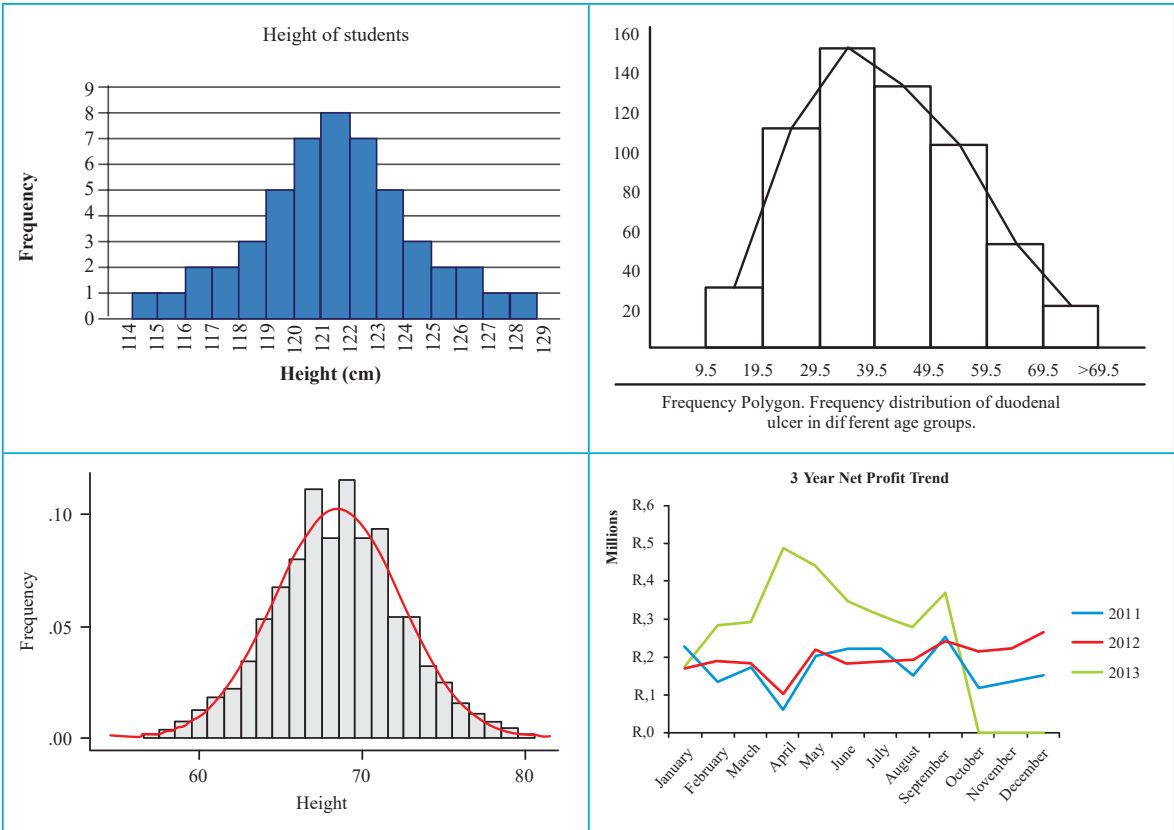 Height of students
9
8
7
6
5
4
3
2
1
0
Frequency
114 115 116 117 118 119 120 121 122 123 124 125 126 127 128 129
Height (cm)
160
140
120
100
80
60
40
20
9.5 19.5 29.5 39.5 49.5 59.5 69.5 >69.5
Frequency Polygon. Frequency distribution of duodenal
ulcer in different age groups.
.10
.05
.00
Frequency
60 70 80
Height
3 Year Net Profit Trend
Millions
R,6
R,5
R,4
R,3
R,2
R,1
R,0
January February March April May June July August September October November December
2011
2012
2013